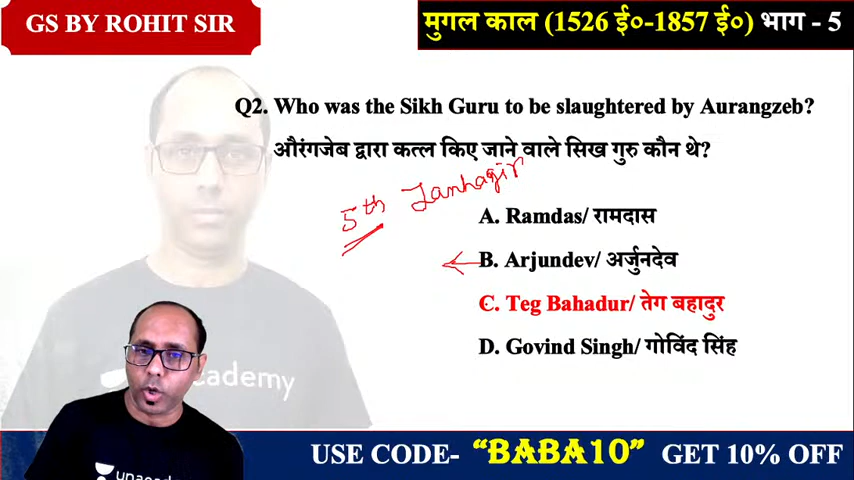 GS BY ROHIT SIR
मुगल काल (1526 ई०-1857 ई०) भाग - 5
Q2. Who was the Sikh Guru to be slaughtered by Aurangzeb?
औरंगजेब द्वारा कत्ल किए जाने वाले सिख गुरु कौन थे?
5th Janhagir
A. Ramdas/ रामदास
B. Arjundev/ अर्जुनदेव
C. Teg Bahadur/ तेग बहादुर
D. Govind Singh/ गोविंद सिंह
academy
unacademy
USE CODE- “BABA10” GET 10% OFF